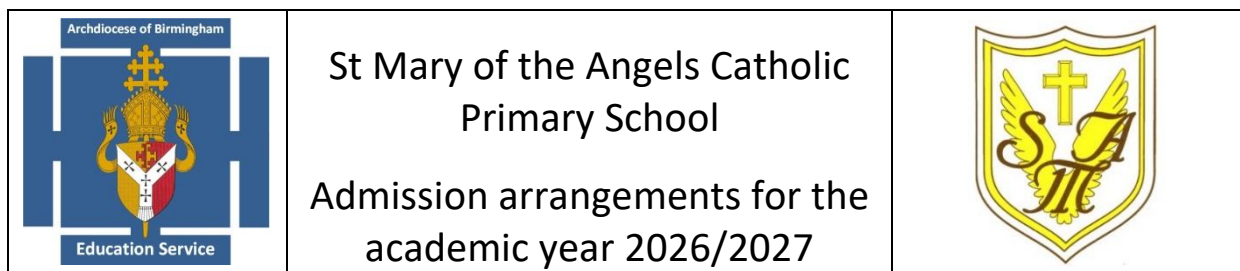 Archdiocese of Birmingham
Education Service
St Mary of the Angels Catholic
Primary School
Admission arrangements for the
academic year 2026/2027
S A
M